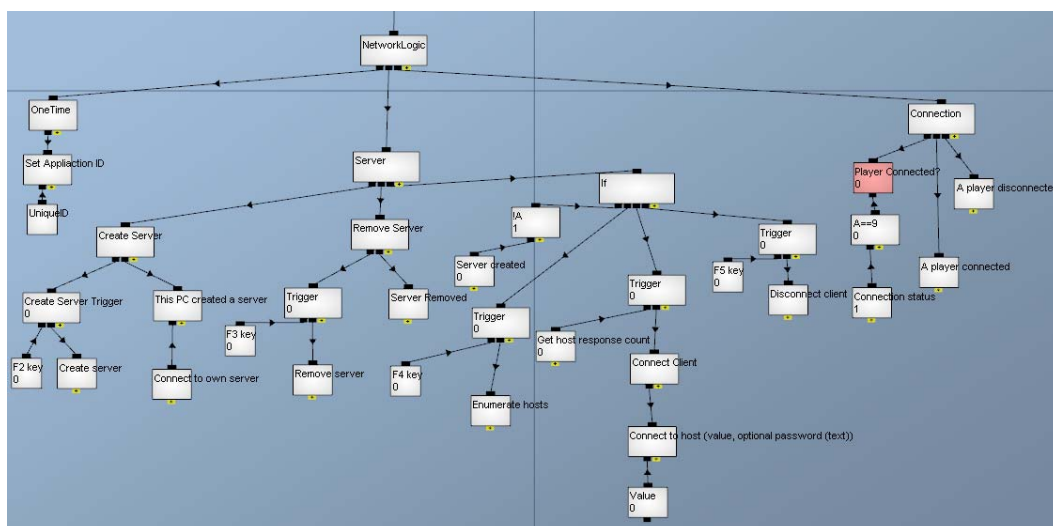 NetworkLogic
OneTime
Connection
Set Appliaction ID
Server
Player Connected?
0
If
A player disconnecte
UniqueID
!A
1
A==9
0
Create Server
Remove Server
Trigger
0
Server created
0
A player connected
F5 key
0
Create Server Trigger
0
This PC created a server
Trigger
0
Server Removed
Trigger
0
Disconnect client
Connection status
1
Trigger
0
F3 key
0
Get host response count
0
F2 key
0
Create server
Connect to own server
Remove server
F4 key
0
Connect Client
Enumerate hosts
Connect to host (value, optional password (text))
Value
0